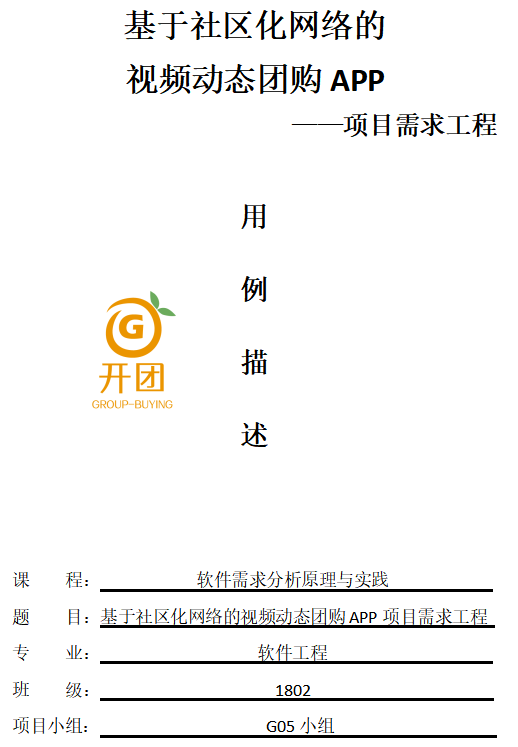 基于社区化网络的
视频动态团购 APP
——项目需求工程
用
例
描
述
G
开团
GROUP-BUYING
课 程： 软件需求分析原理与实践
题 目：基于社区化网络的视频动态团购 APP 项目需求工程
专 业： 软件工程
班 级： 1802
项目小组： G05 小组